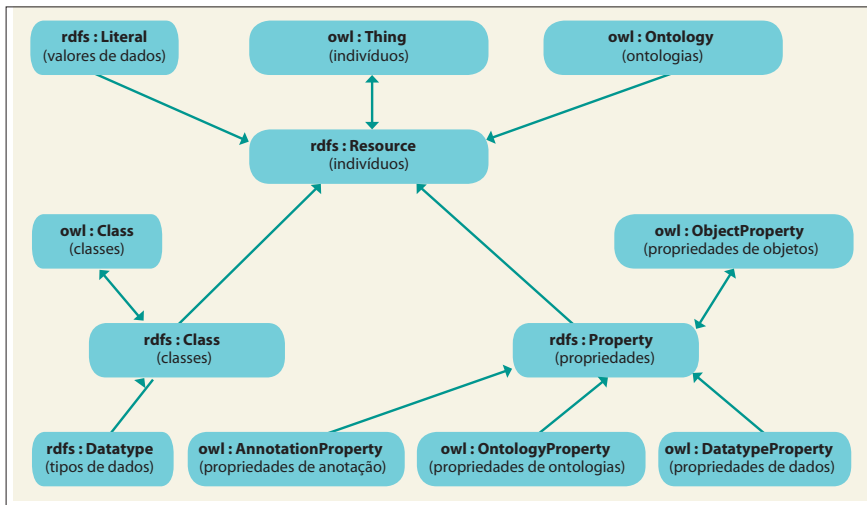 rdfs : Literal
(valores de dados)
owl : Thing
(indivíduos)
owl : Ontology
(ontologias)
rdfs : Resource
(indivíduos)
owl : Class
(classes)
owl : ObjectProperty
(propriedades de objetos)
rdfs : Class
(classes)
rdfs : Property
(propriedades)
rdfs : Datatype
(tipos de dados)
owl : AnnotationProperty
(propriedades de anotação)
owl : OntologyProperty
(propriedades de ontologias)
owl : DatatypeProperty
(propriedades de dados)